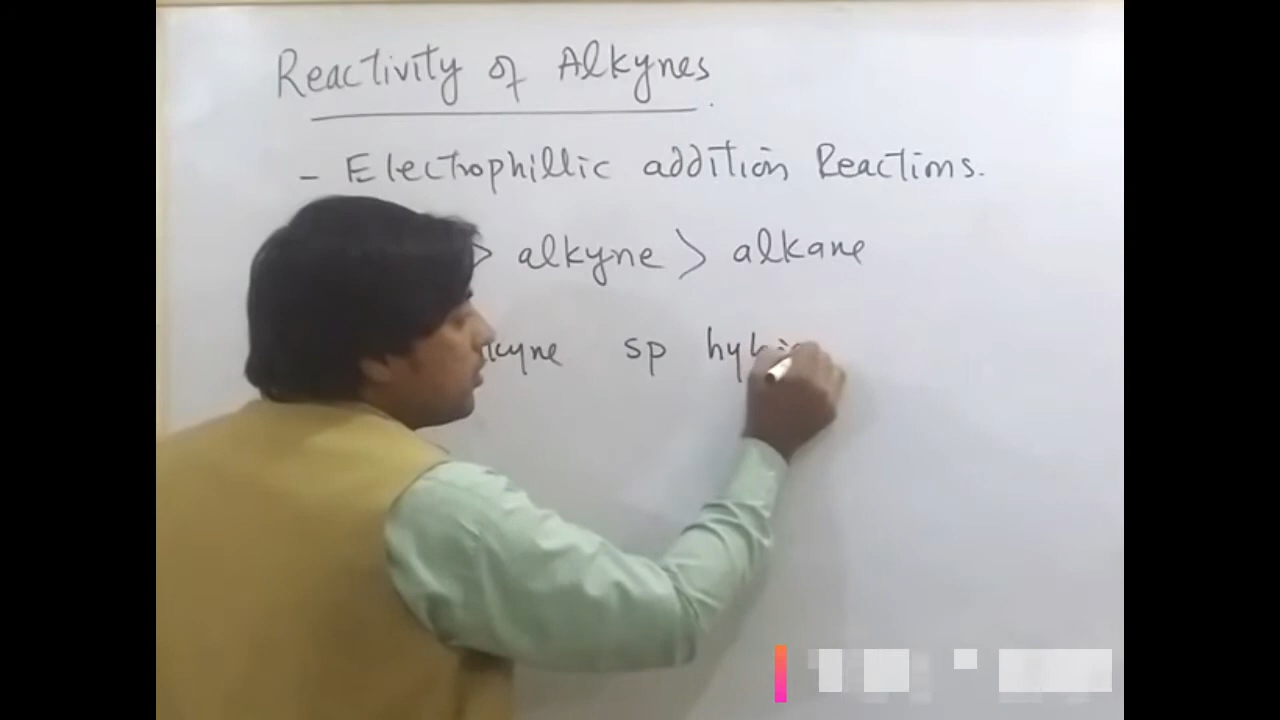 Reactivity of Alkynes
- Electrophillic addition Reactions.
> alkyne > alkane
sp